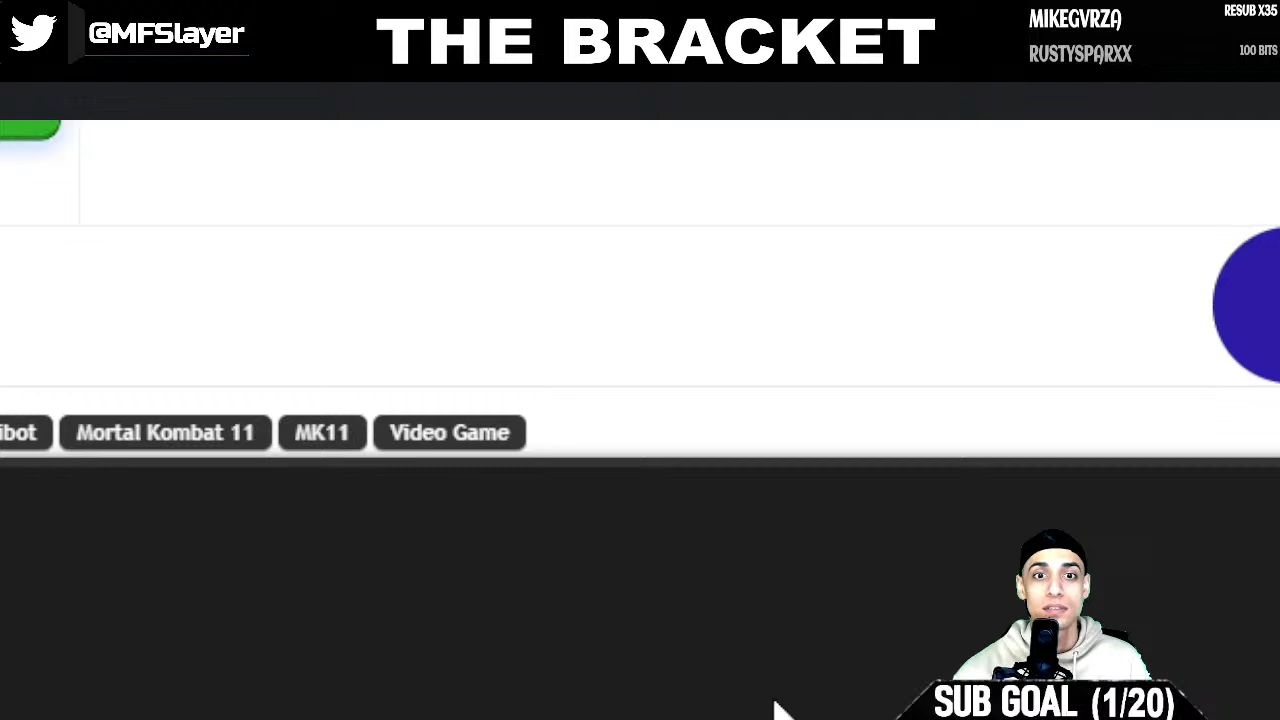 @MFSlayer
THE BRACKET
MIKEGVRZA
RESUB X35
RUSTYSPARXX
100 BITS
ibot
Mortal Kombat 11
MK11
Video Game
SUB GOAL (1/20)